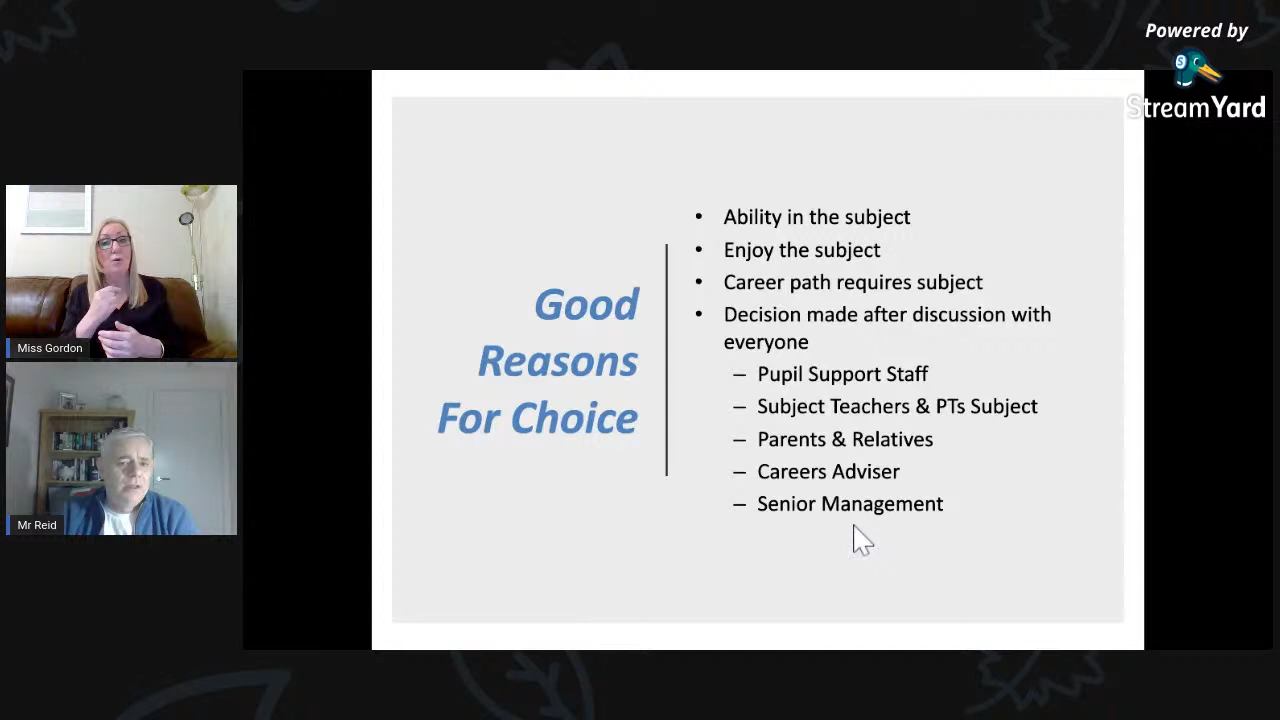 Powered by
StreamYard
Miss Gordon
Mr Reid
Good
Reasons
For Choice
• Ability in the subject
• Enjoy the subject
• Career path requires subject
• Decision made after discussion with
everyone
– Pupil Support Staff
– Subject Teachers & PTs Subject
– Parents & Relatives
– Careers Adviser
– Senior Management